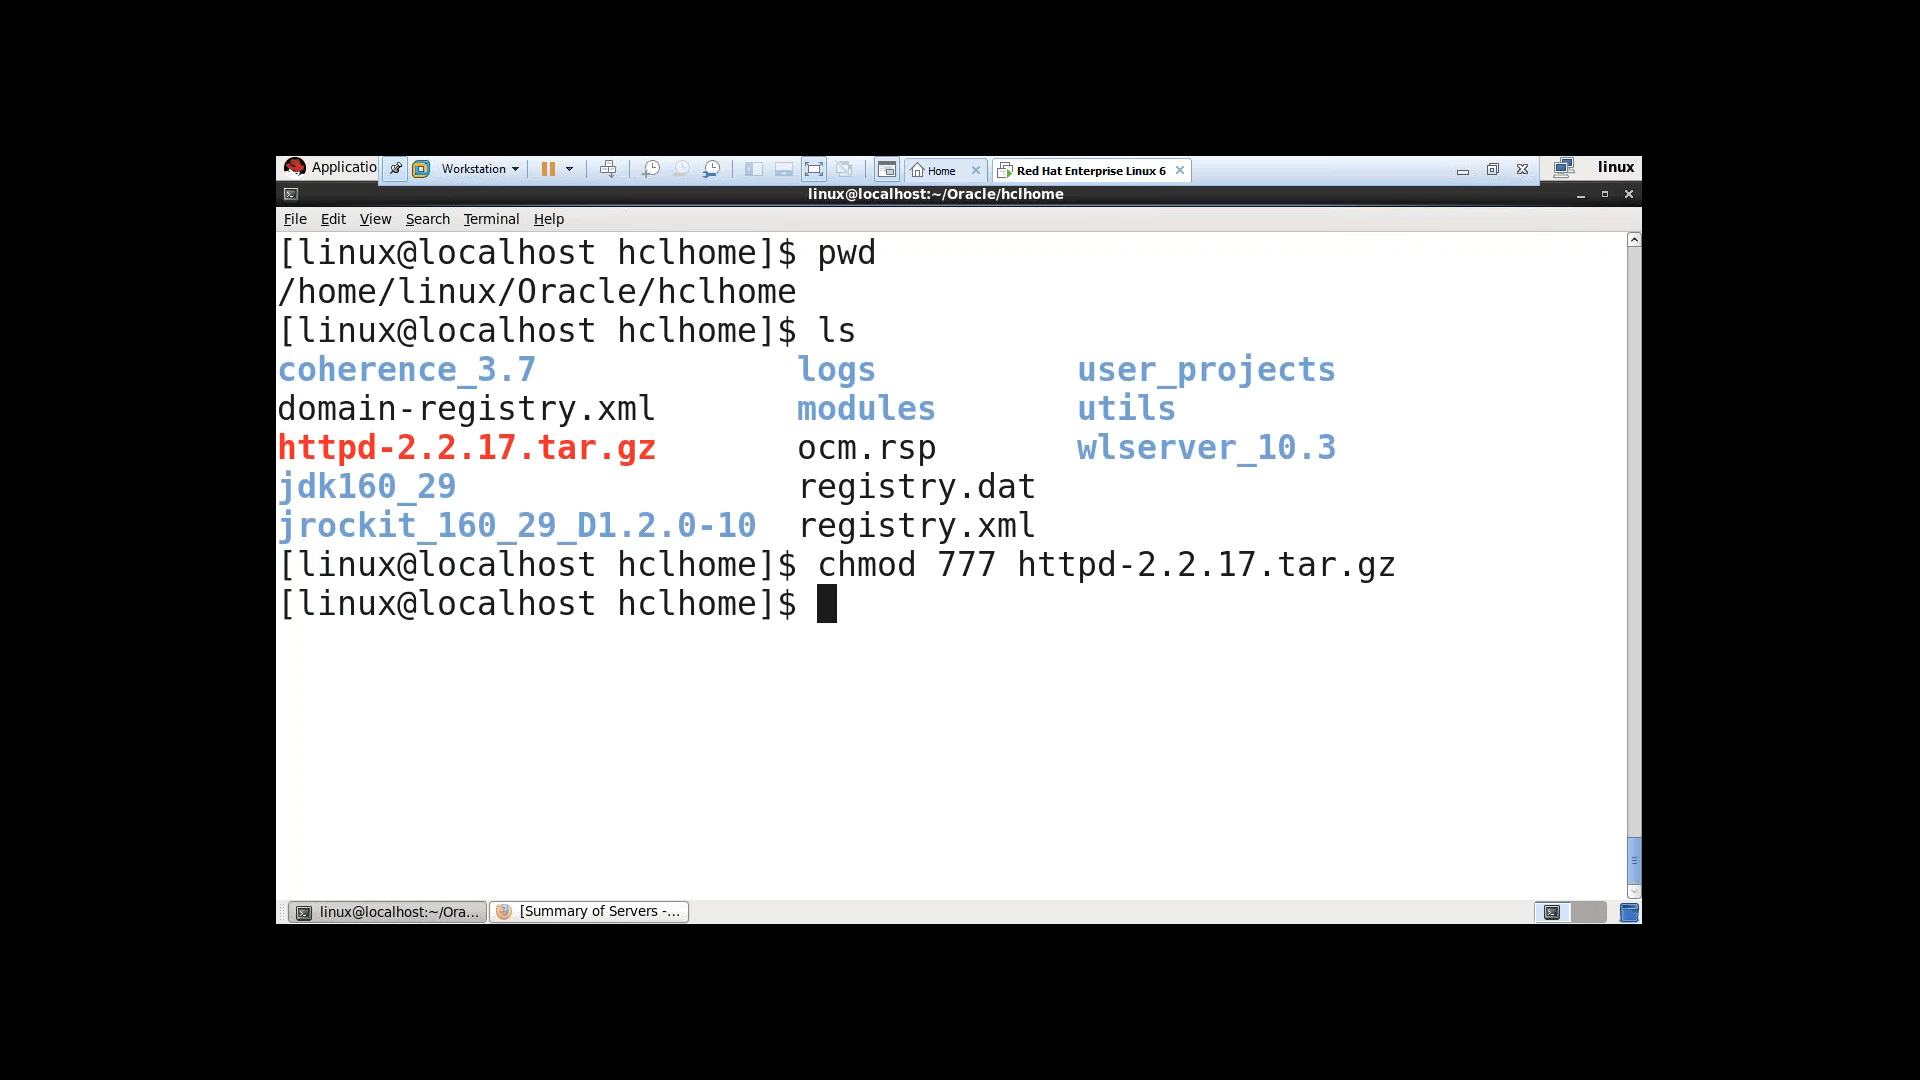 Applicatio Workstation Home Red Hat Enterprise Linux 6 linux
linux@localhost:~/Oracle/hclhome
File Edit View Search Terminal Help
[linux@localhost hclhome]$ pwd
/home/linux/Oracle/hclhome
[linux@localhost hclhome]$ ls
coherence_3.7 logs user_projects
domain-registry.xml modules utils
httpd-2.2.17.tar.gz ocm.rsp wlserver_10.3
jdk160_29 registry.dat
jrockit_160_29_D1.2.0-10 registry.xml
[linux@localhost hclhome]$ chmod 777 httpd-2.2.17.tar.gz
[linux@localhost hclhome]$
linux@localhost:~/Ora... [Summary of Servers -...